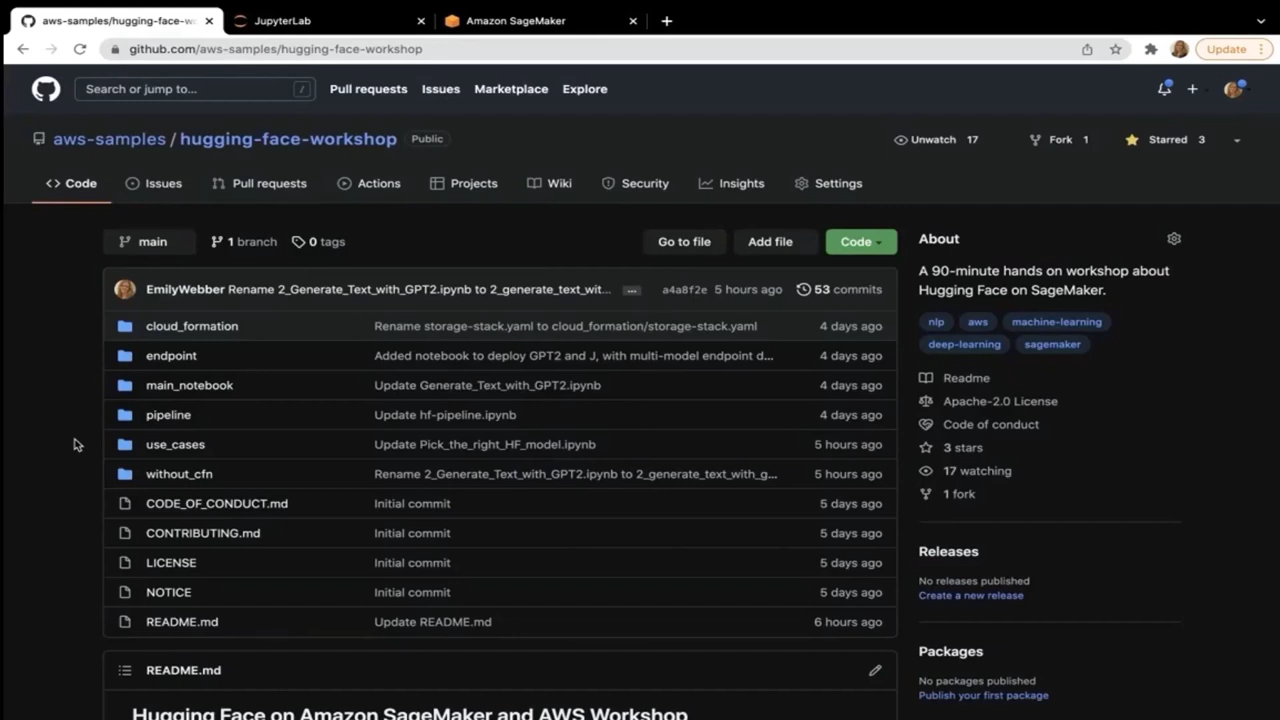 aws-samples/hugging-face-w
JupyterLab
Amazon SageMaker
github.com/aws-samples/hugging-face-workshop
Update
Search or jump to... /
Pull requests Issues Marketplace Explore
aws-samples / hugging-face-workshop Public
Unwatch 17 Fork 1 Starred 3
<> Code Issues Pull requests Actions Projects Wiki Security Insights Settings
main 1 branch 0 tags Go to file Add file Code
EmilyWebber Rename 2_Generate_Text_with_GPT2.ipynb to 2_generate_text_wit... ... a4a8f2e 5 hours ago 53 commits
cloud_formation Rename storage-stack.yaml to cloud_formation/storage-stack.yaml 4 days ago
endpoint Added notebook to deploy GPT2 and J, with multi-model endpoint d... 4 days ago
main_notebook Update Generate_Text_with_GPT2.ipynb 4 days ago
pipeline Update hf-pipeline.ipynb 4 days ago
use_cases Update Pick_the_right_HF_model.ipynb 5 hours ago
without_cfn Rename 2_Generate_Text_with_GPT2.ipynb to 2_generate_text_with_g... 5 hours ago
CODE_OF_CONDUCT.md Initial commit 5 days ago
CONTRIBUTING.md Initial commit 5 days ago
LICENSE Initial commit 5 days ago
NOTICE Initial commit 5 days ago
README.md Update README.md 6 hours ago
README.md
Hugging Face on Amazon SageMaker and AWS Workshop
About
A 90-minute hands on workshop about
Hugging Face on SageMaker.
nlp aws machine-learning
deep-learning sagemaker
Readme
Apache-2.0 License
Code of conduct
3 stars
17 watching
1 fork
Releases
No releases published
Create a new release
Packages
No packages published
Publish your first package